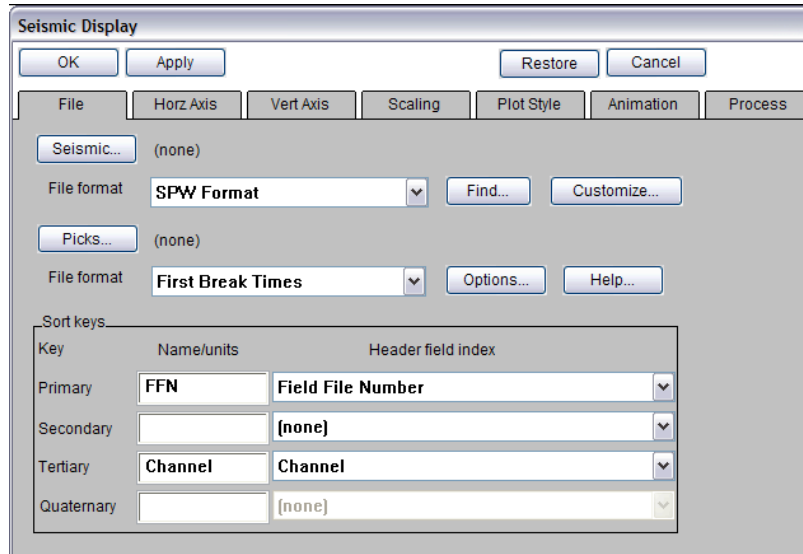 Seismic Display
OK Apply Restore Cancel
File Horz Axis Vert Axis Scaling Plot Style Animation Process
Seismic... (none)
File format SPW Format Find... Customize...
Picks... (none)
File format First Break Times Options... Help...
Sort keys
Key Name/units Header field index
Primary FFN Field File Number
Secondary (none)
Tertiary Channel Channel
Quaternary (none)